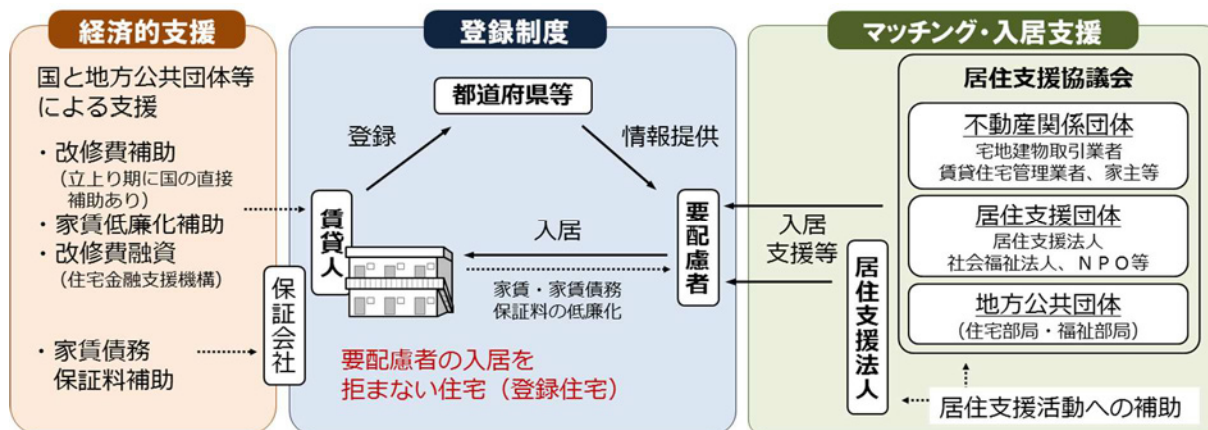 経済的支援
国と地方公共団体等
による支援
・改修費補助
(立上り期に国の直接
補助あり)
・家賃低廉化補助
・改修費融資
(住宅金融支援機構)
・家賃債務
保証料補助
保証会社
登録制度
都道府県等
登録
情報提供
賃貸人
要配慮者
入居
家賃・家賃債務
保証料の低廉化
要配慮者の入居を
拒まない住宅（登録住宅）
マッチング・入居支援
居住支援協議会
不動産関係団体
宅地建物取引業者
賃貸住宅管理業者、家主等
居住支援団体
居住支援法人
社会福祉法人、ＮＰＯ等
地方公共団体
(住宅部局・福祉部局)
入居
支援等
居住支援法人
居住支援活動への補助